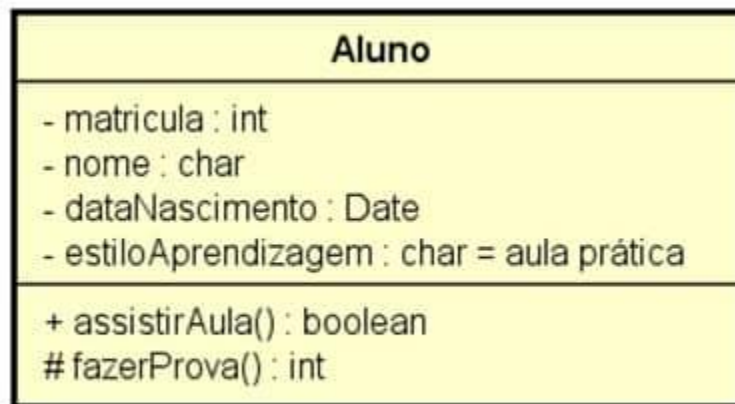 Aluno
- matricula : int
- nome : char
- dataNascimento : Date
- estiloAprendizagem : char = aula prática
+ assistirAula() : boolean
# fazerProva() : int